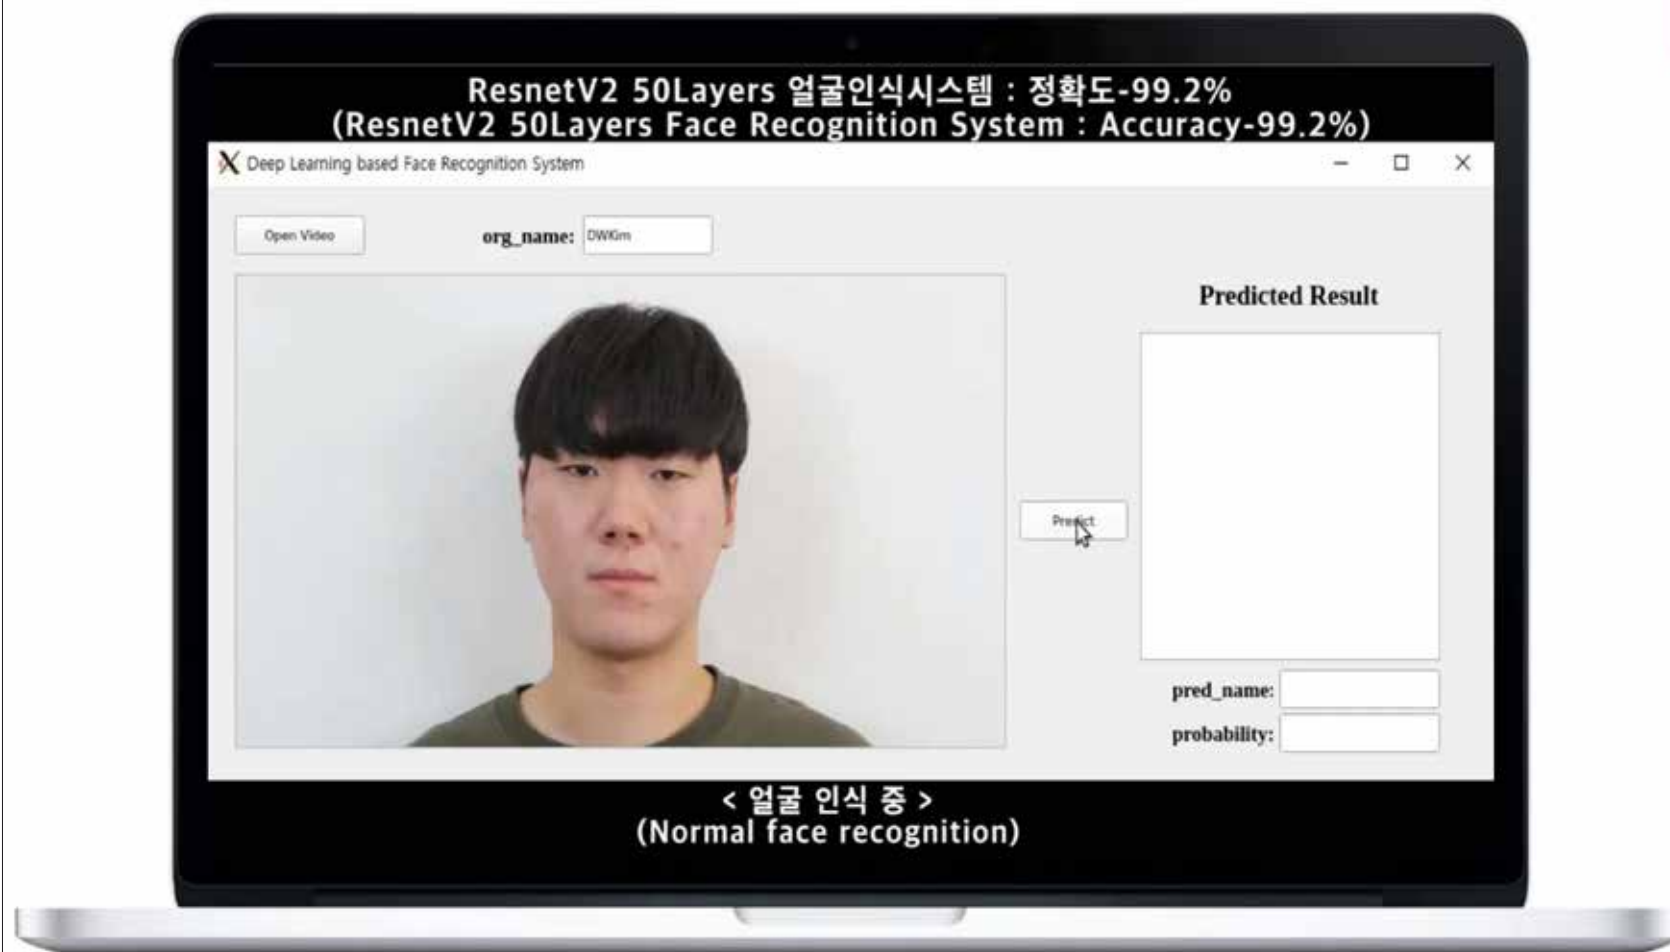 ResnetV2 50Layers 얼굴인식시스템 : 정확도-99.2%
(ResnetV2 50Layers Face Recognition System : Accuracy-99.2%)
Deep Learning based Face Recognition System
Open Video
org_name: DWKim
Predicted Result
Predict
pred_name:
probability:
< 얼굴 인식 중 >
(Normal face recognition)